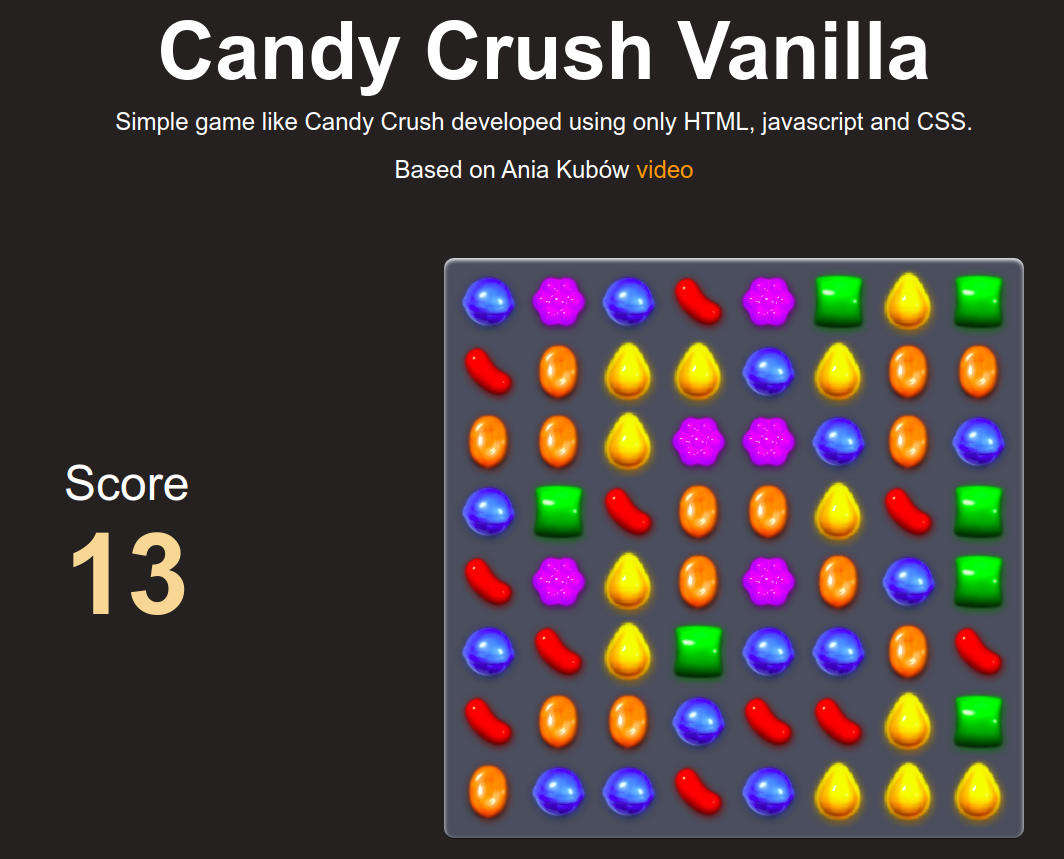 Candy Crush Vanilla
Simple game like Candy Crush developed using only HTML, javascript and CSS.
Based on Ania Kubów video
Score
13